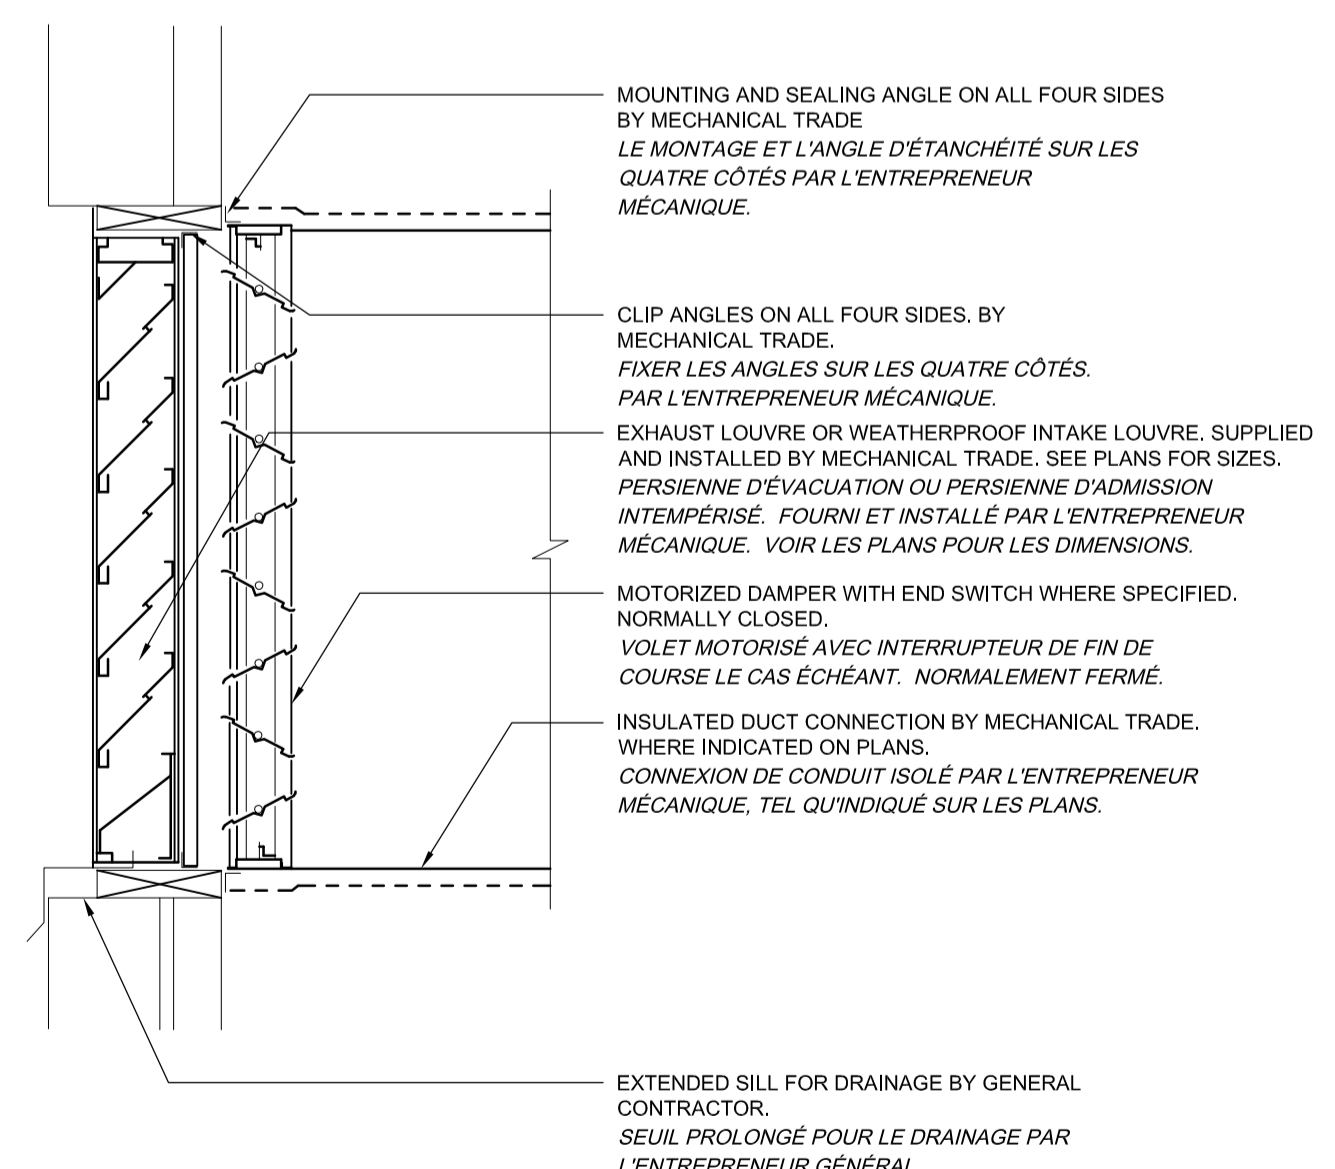 MOUNTING AND SEALING ANGLE ON ALL FOUR SIDES
BY MECHANICAL TRADE
LE MONTAGE ET L'ANGLE D'ÉTANCHÉITÉ SUR LES
QUATRE CÔTÉS PAR L'ENTREPRENEUR
MÉCANIQUE.
CLIP ANGLES ON ALL FOUR SIDES. BY
MECHANICAL TRADE.
FIXER LES ANGLES SUR LES QUATRE CÔTÉS.
PAR L'ENTREPRENEUR MÉCANIQUE.
EXHAUST LOUVRE OR WEATHERPROOF INTAKE LOUVRE. SUPPLIED
AND INSTALLED BY MECHANICAL TRADE. SEE PLANS FOR SIZES.
PERSIENNE D'ÉVACUATION OU PERSIENNE D'ADMISSION
INTEMPÉRISÉ. FOURNI ET INSTALLÉ PAR L'ENTREPRENEUR
MÉCANIQUE. VOIR LES PLANS POUR LES DIMENSIONS.
MOTORIZED DAMPER WITH END SWITCH WHERE SPECIFIED.
NORMALLY CLOSED.
VOLET MOTORISÉ AVEC INTERRUPTEUR DE FIN DE
COURSE LE CAS ÉCHÉANT. NORMALEMENT FERMÉ.
INSULATED DUCT CONNECTION BY MECHANICAL TRADE.
WHERE INDICATED ON PLANS.
CONNEXION DE CONDUIT ISOLÉ PAR L'ENTREPRENEUR
MÉCANIQUE, TEL QU'INDIQUÉ SUR LES PLANS.
EXTENDED SILL FOR DRAINAGE BY GENERAL
CONTRACTOR.
SEUIL PROLONGÉ POUR LE DRAINAGE PAR
L'ENTREPRENEUR GÉNÉRAL